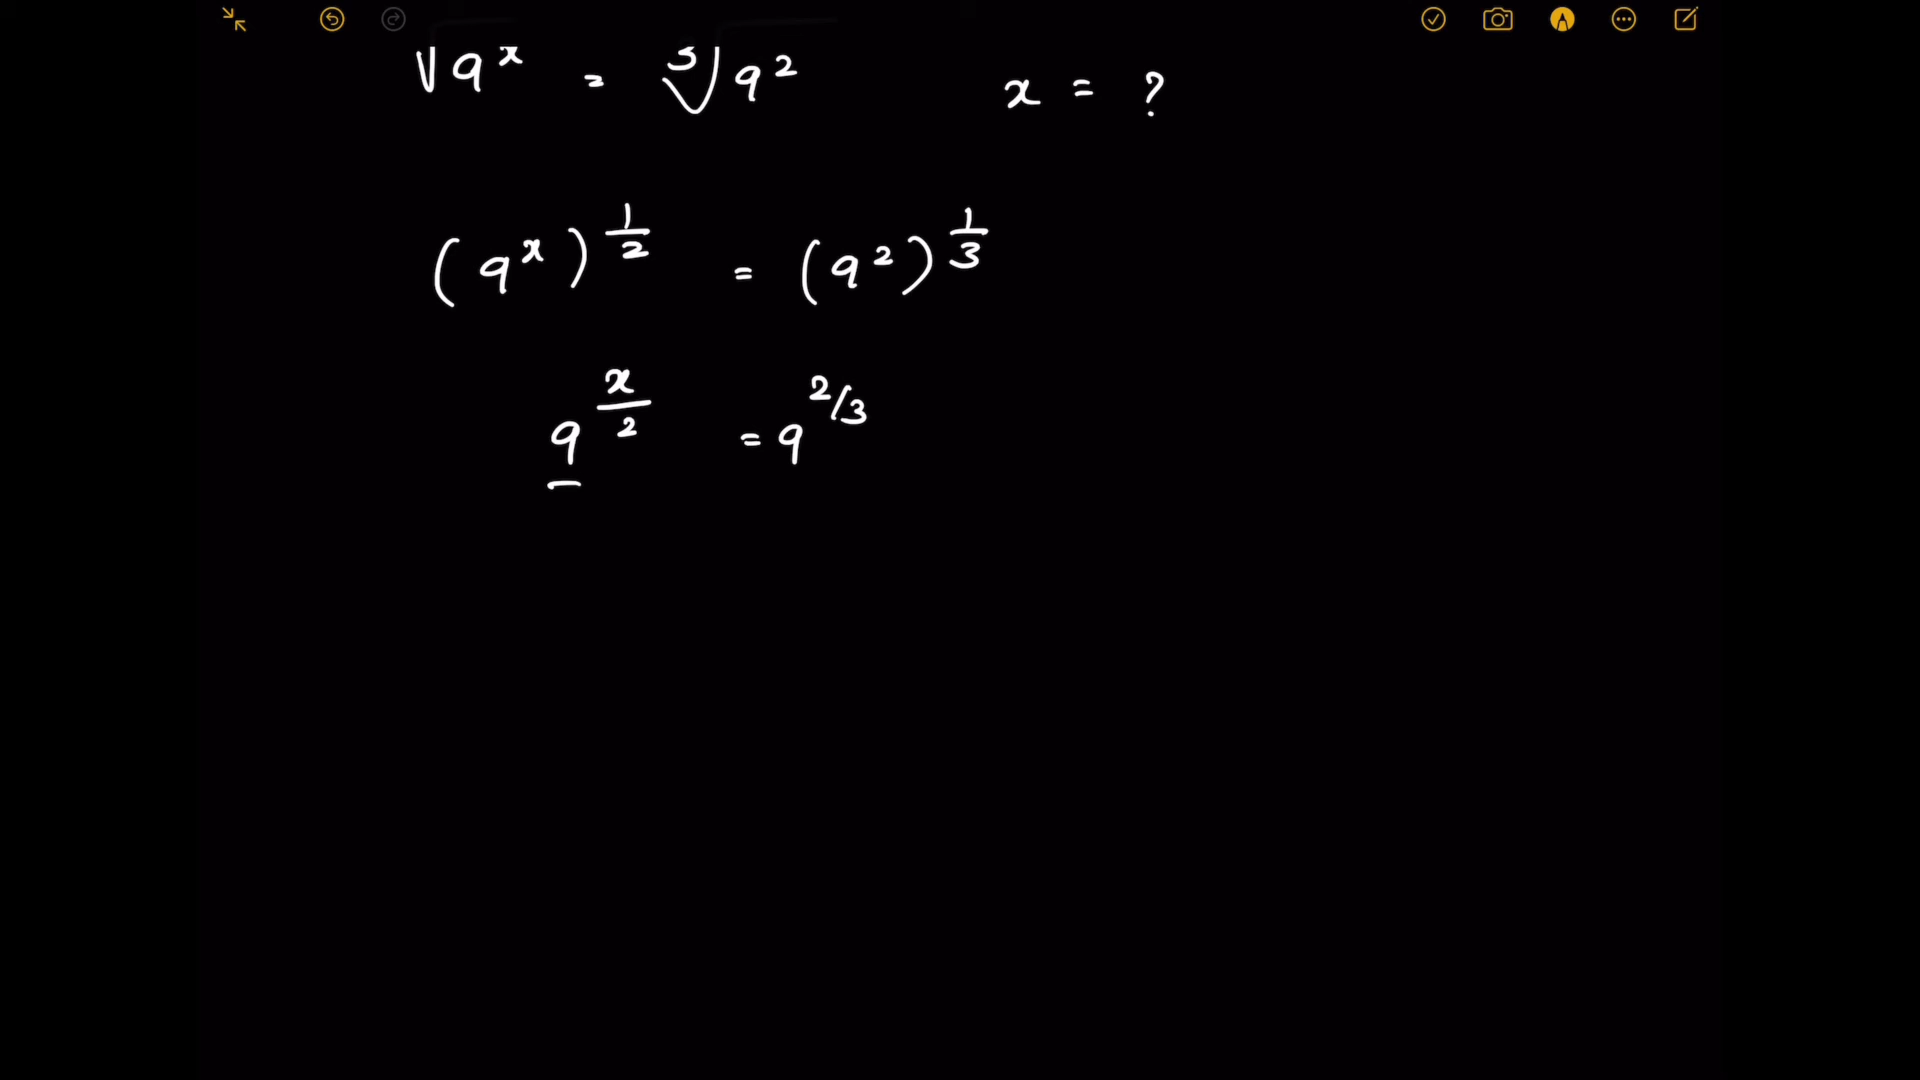 √9^x = ∛9^2 x = ?
(9^x)^1/2 = (9^2)^1/3
9^x/2 = 9^2/3